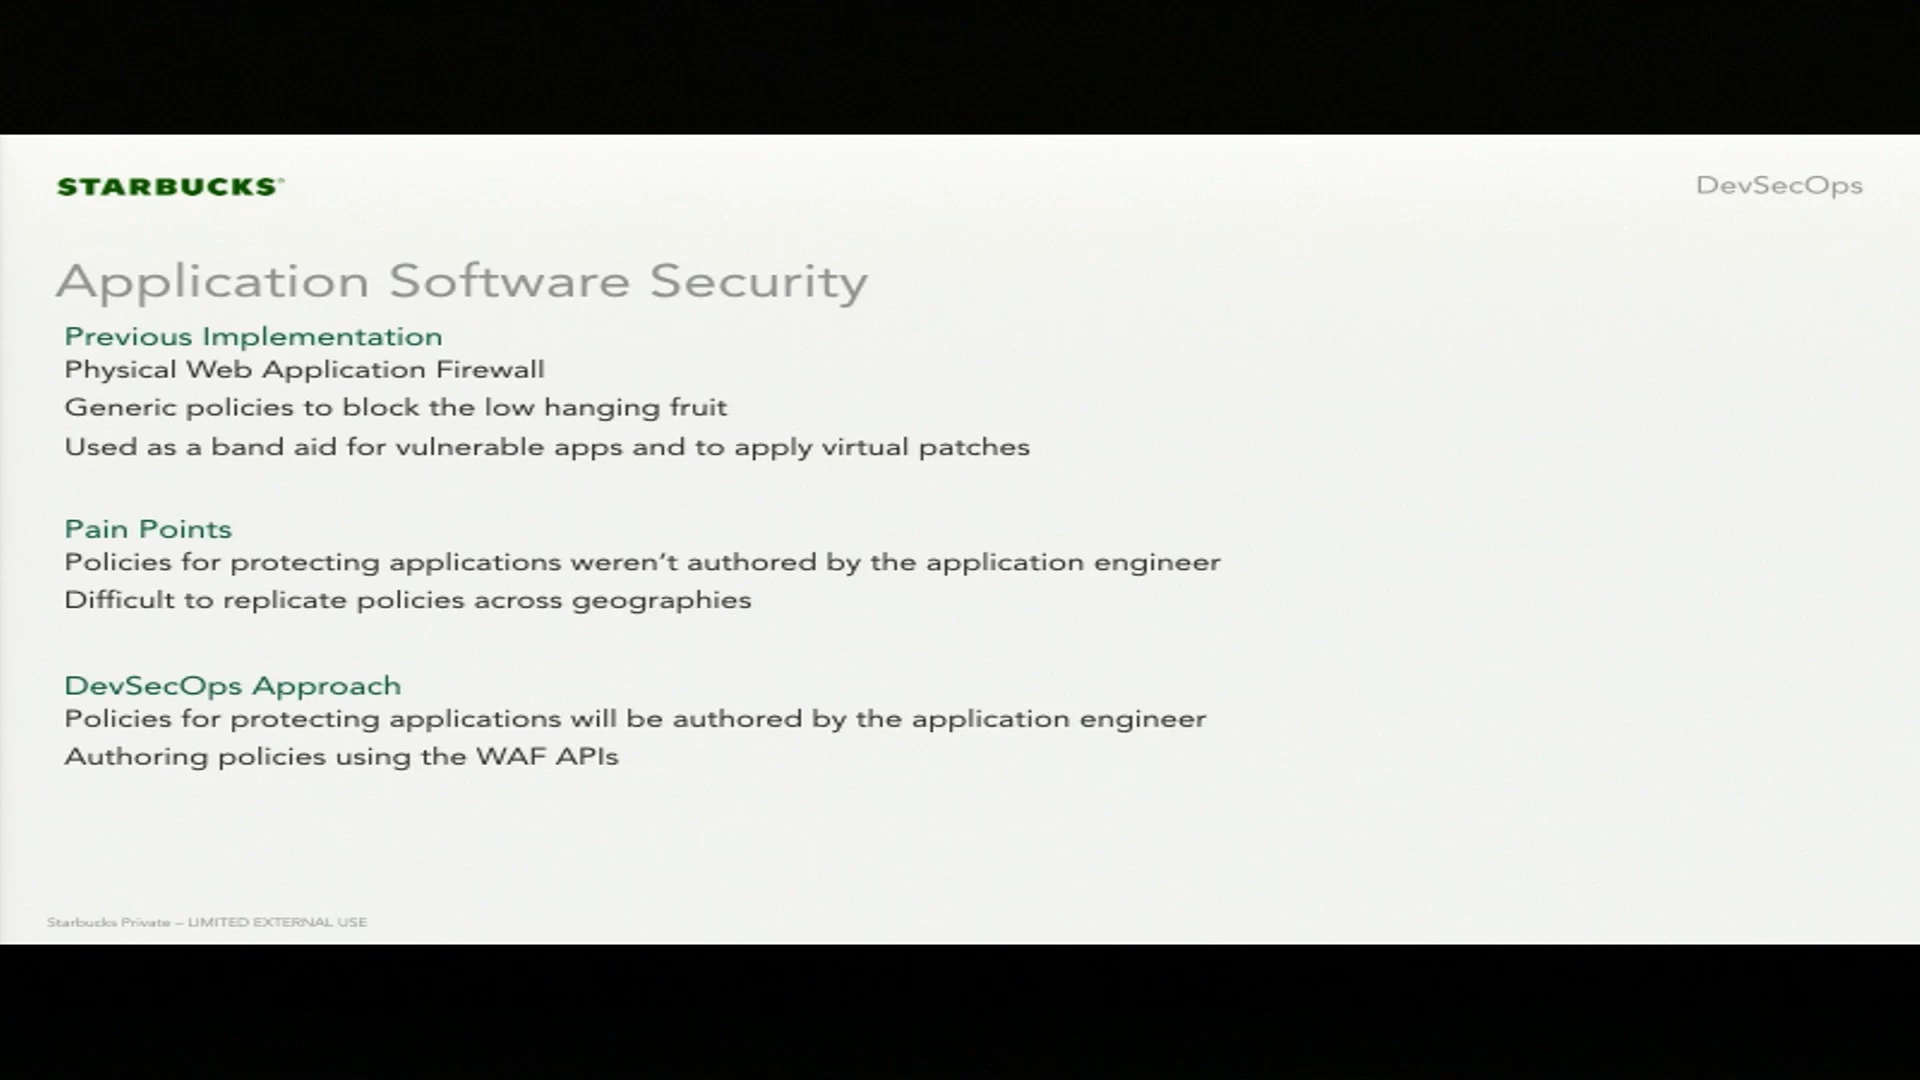 STARBUCKS
DevSecOps
Application Software Security
Previous Implementation
Physical Web Application Firewall
Generic policies to block the low hanging fruit
Used as a band aid for vulnerable apps and to apply virtual patches
Pain Points
Policies for protecting applications weren’t authored by the application engineer
Difficult to replicate policies across geographies
DevSecOps Approach
Policies for protecting applications will be authored by the application engineer
Authoring policies using the WAF APIs
Starbucks Private – LIMITED EXTERNAL USE